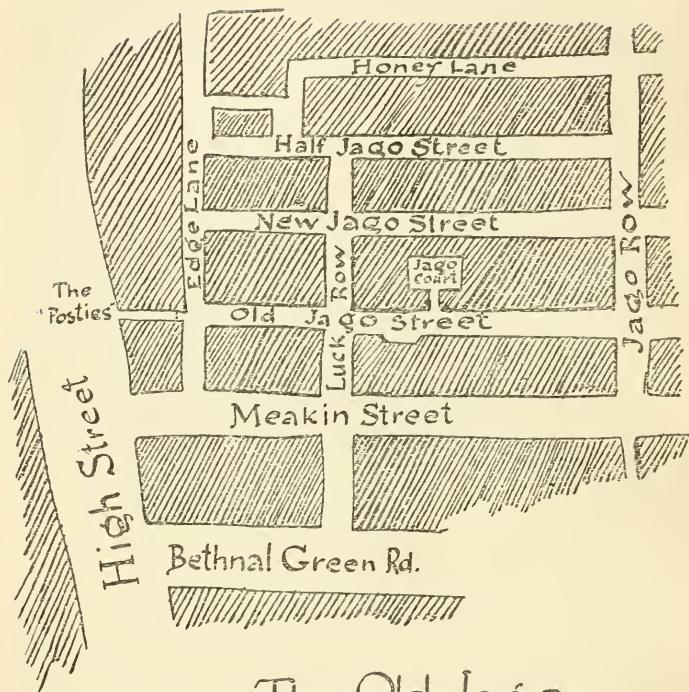 Honey Lane
Half Jago Street
Edge Lane
New Jago Street
Jago
Court
Jago Row
Luck Row
The
"Posties"
Old Jago Street
Meakin Street
High Street
Bethnal Green Rd.
The Old Jago